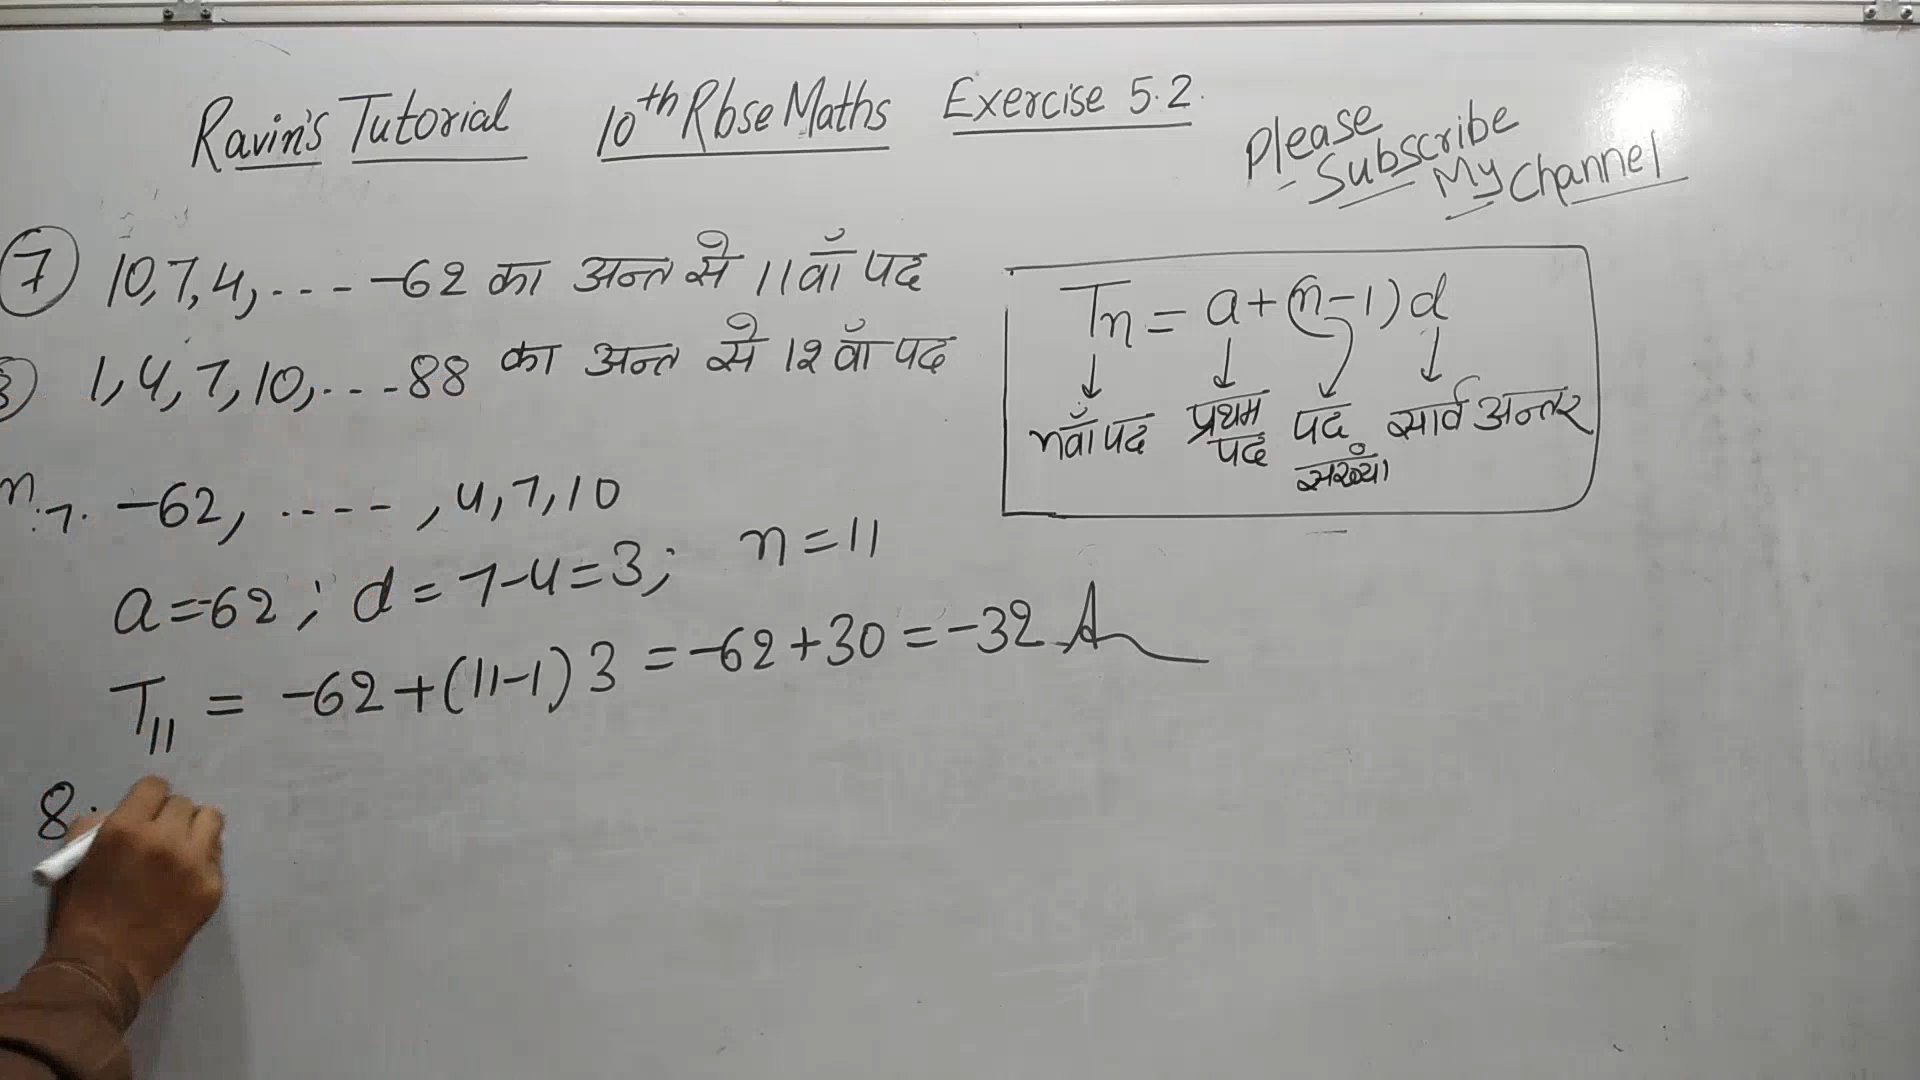 Ravin's Tutorial 10th Rbse Maths Exercise 5.2.
Please
Subscribe
My Channel
7 10,7,4,---- -62 का अन्त से 11वाँ पद
8) 1,4,7,10,---88 का अन्त से 12वाँ पद
Tn = a+(n-1)d
nवाँ पद प्रथम पद पद संख्या सार्व अन्तर
7. -62, ----, 4,7,10
a=-62; d=7-4=3; n=11
T11 = -62+(11-1)3 = -62+30 = -32
8.